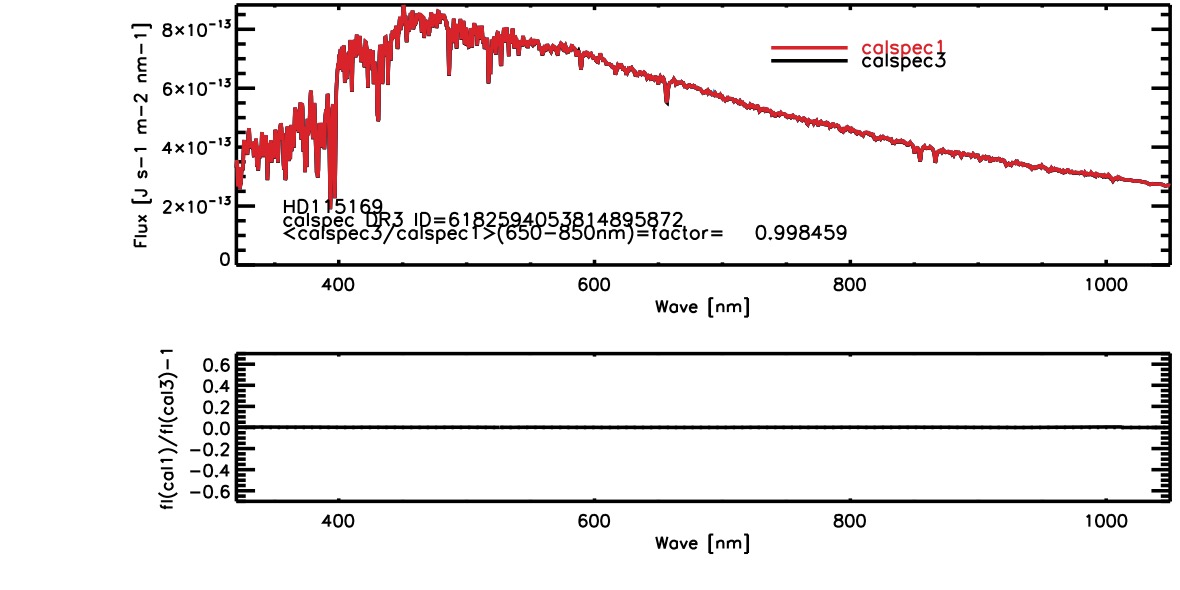 8×10−13
6×10−13
4×10−13
2×10−13
0
Flux [J s−1 m−2 nm−1]
calspec1
calspec3
HD115169
calspec DR3 ID=6182594053814895872
<calspec3/calspec1>(650−850nm)=factor= 0.998459
400 600 800 1000
Wave [nm]
0.6
0.4
0.2
0.0
−0.2
−0.4
−0.6
fl(cal1)/fl(cal3)−1
400 600 800 1000
Wave [nm]